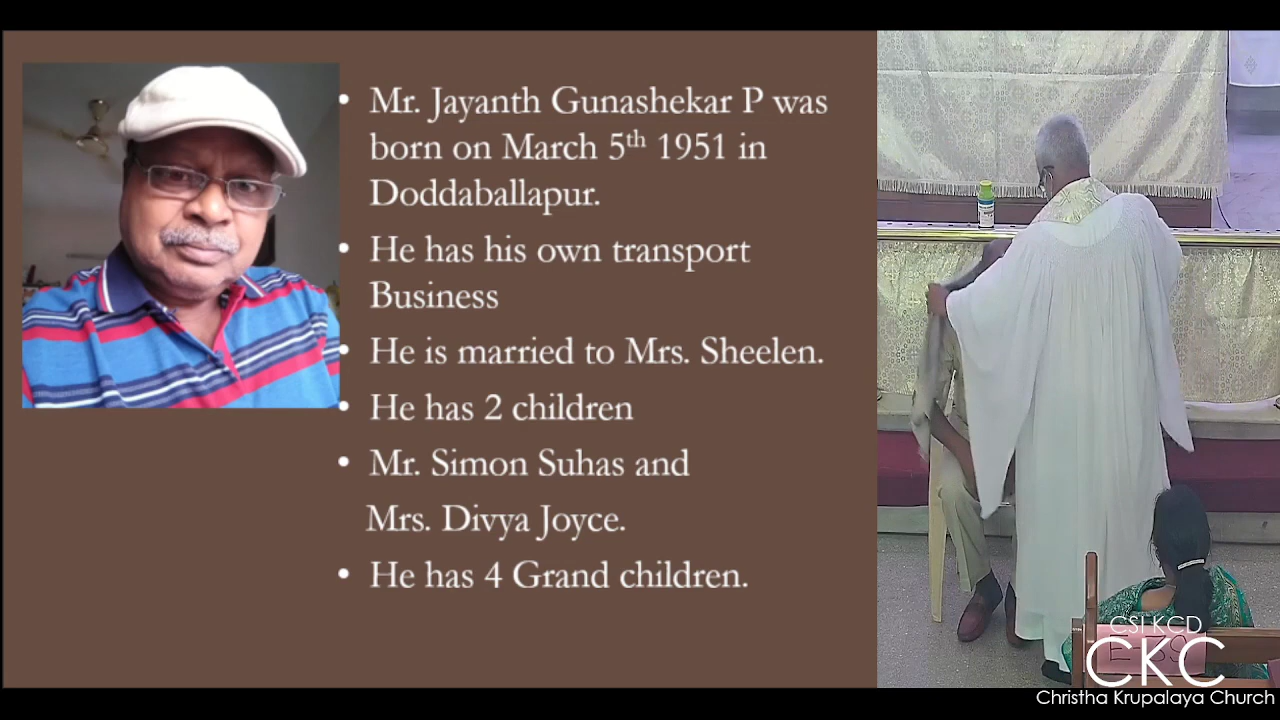 • Mr. Jayanth Gunashekar P was
born on March 5th 1951 in
Doddaballapur.
• He has his own transport
Business
• He is married to Mrs. Sheelen.
• He has 2 children
• Mr. Simon Suhas and
Mrs. Divya Joyce.
• He has 4 Grand children.
CSI KCD
CKC
Christha Krupalaya Church